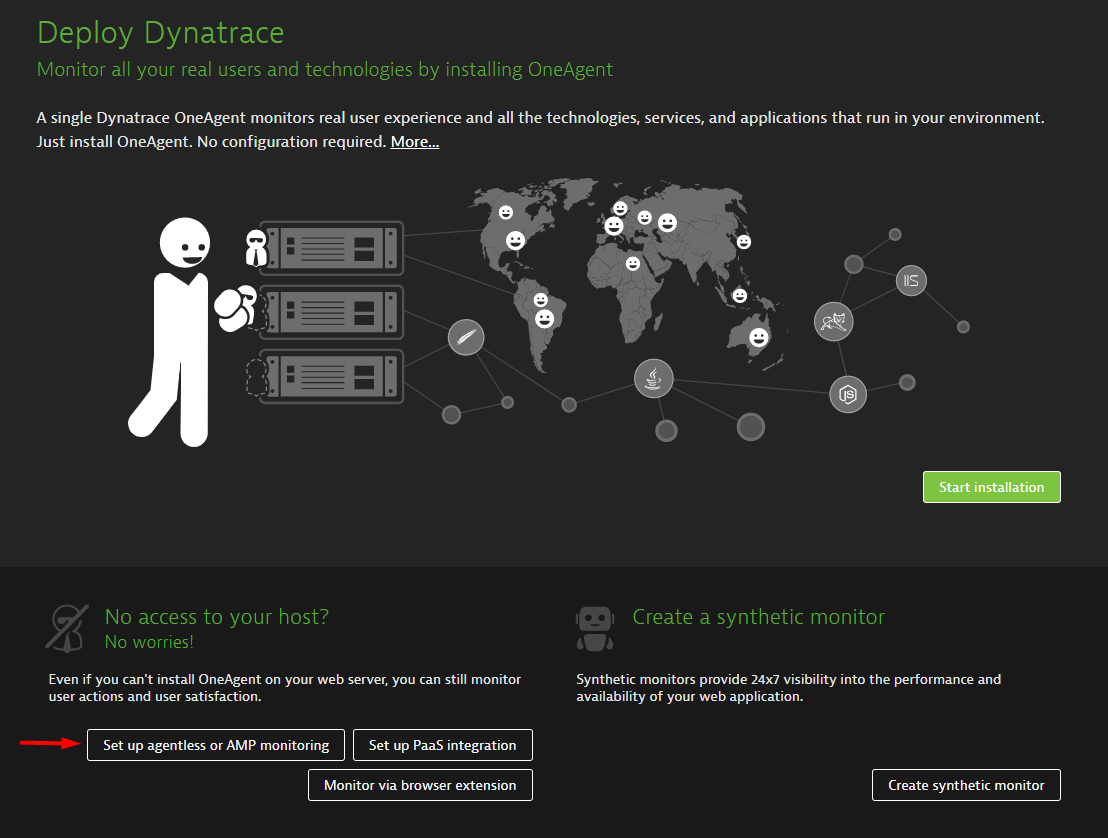 Deploy Dynatrace
Monitor all your real users and technologies by installing OneAgent
A single Dynatrace OneAgent monitors real user experience and all the technologies, services, and applications that run in your environment.
Just install OneAgent. No configuration required. More...
IIS
JS
Start installation
No access to your host?
No worries!
Even if you can't install OneAgent on your web server, you can still monitor
user actions and user satisfaction.
Set up agentless or AMP monitoring
Set up PaaS integration
Monitor via browser extension
Create a synthetic monitor
Synthetic monitors provide 24x7 visibility into the performance and
availability of your web application.
Create synthetic monitor